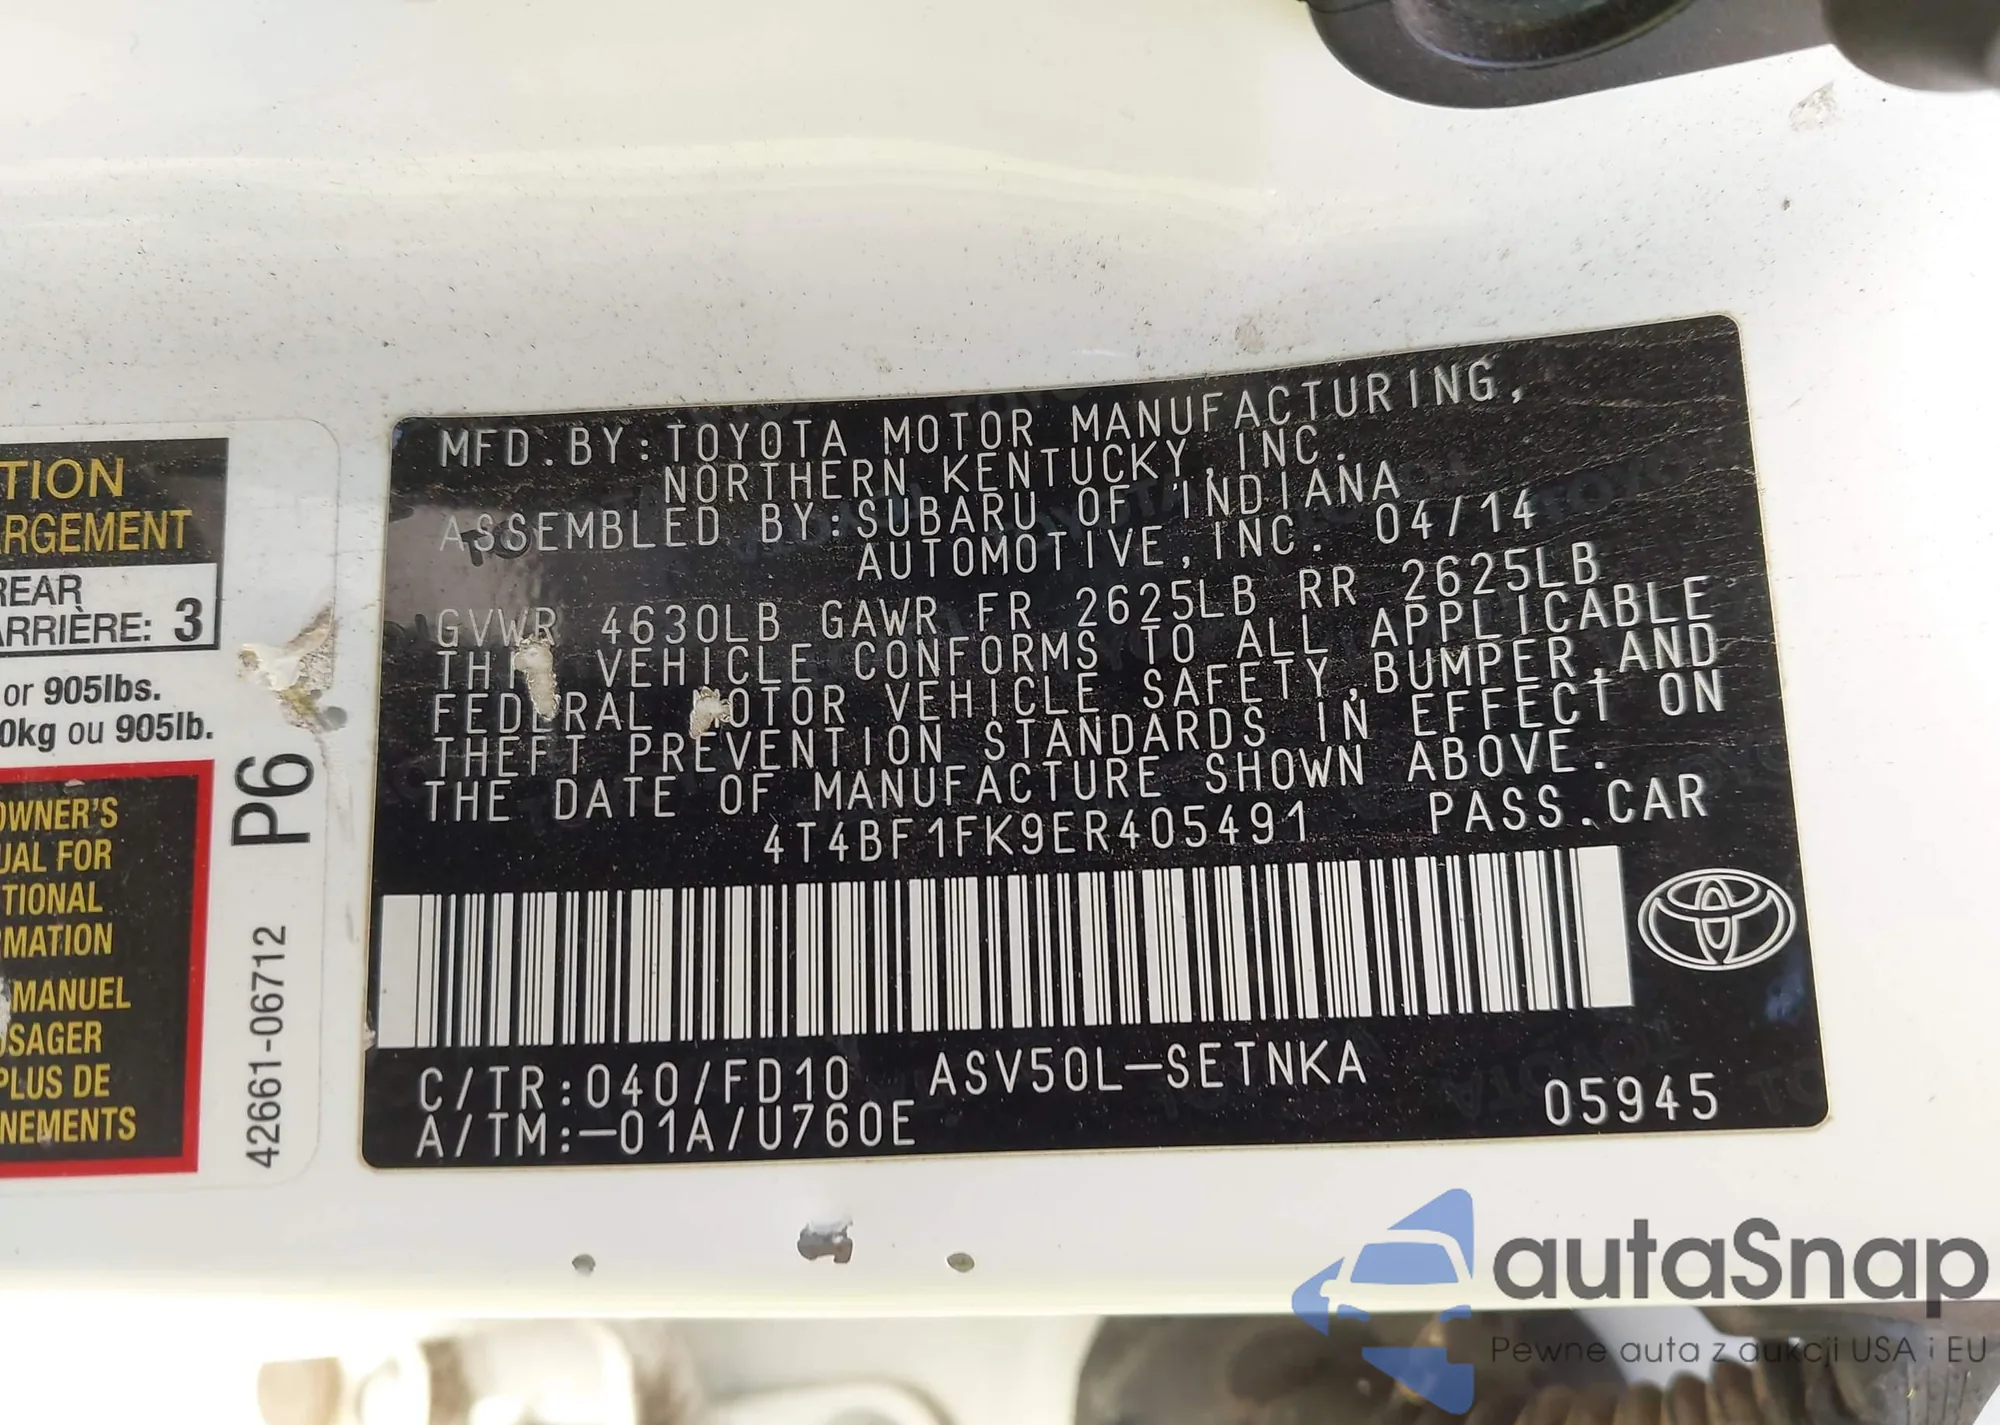 TION
RGEMENT
REAR
ARRIÈRE: 3
or 905lbs.
0kg ou 905lb.
OWNER'S
UAL FOR
TIONAL
RMATION
MANUEL
SSAGER
PLUS DE
NEMENTS
P6
42661-06712
MFD.BY:TOYOTA MOTOR MANUFACTURING,
NORTHERN KENTUCKY,INC.
ASSEMBLED BY:SUBARU OF INDIANA
AUTOMOTIVE,INC. 04/14
GVWR 4630LB GAWR FR 2625LB RR 2625LB
THIS VEHICLE CONFORMS TO ALL APPLICABLE
FEDERAL MOTOR VEHICLE SAFETY,BUMPER,AND
THEFT PREVENTION STANDARDS IN EFFECT ON
THE DATE OF MANUFACTURE SHOWN ABOVE.
4T4BF1FK9ER405491 PASS.CAR
C/TR:040/FD10 ASV50L-SETNKA
A/TM:-01A/U760E 05945
autaSnap
Pewne auta z aukcji USA i EU